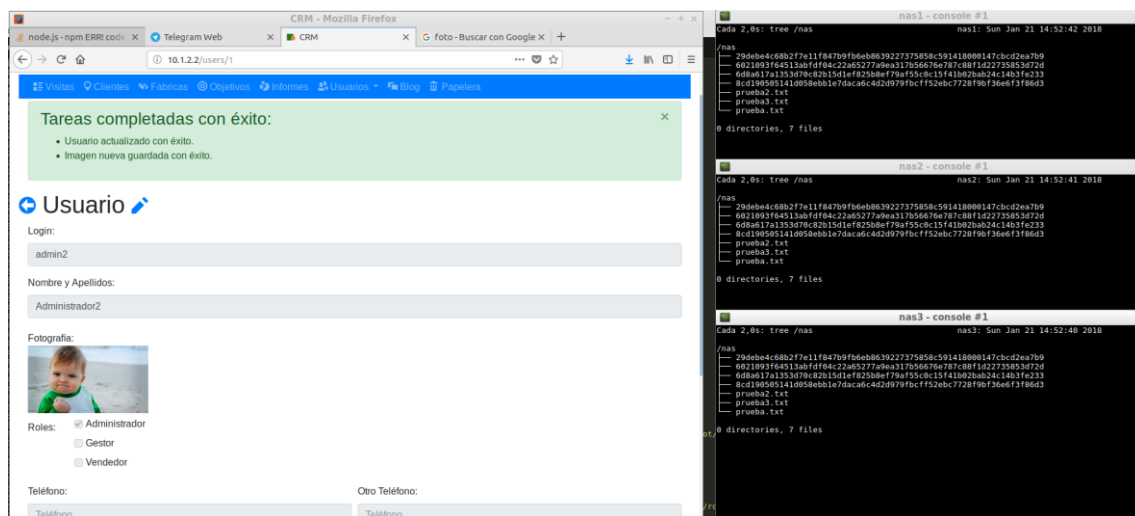 CRM - Mozilla Firefox
node.js - npm ERR! code
Telegram Web
CRM
foto - Buscar con Google
10.1.2.2/users/1
Visitas Clientes Fábricas Objetivos Informes Usuarios Blog Papelera
Tareas completadas con éxito:
Usuario actualizado con éxito.
Imagen nueva guardada con éxito.
Usuario
Login:
admin2
Nombre y Apellidos:
Administrador2
Fotografia:
Roles:
Administrador
Gestor
Vendedor
Teléfono:
Otro Teléfono:
Teléfono
Teléfono
nas1 - console #1
Cada 2,0s: tree /nas nas1: Sun Jan 21 14:52:42 2018
/nas
├── 29debe4c68b2f7e11f847b9fb6eb8639227375858c591418000147cbcd2ea7b9
├── 6021093f64513abfdf04c22a65277a9ea317b56676e787c88f1d22735853d72d
├── 6d8a617a1353d70c82b15d1ef825b8ef79af55c0c15f41b02bab24c14b3fe233
├── 8cd190505141d058ebb1e7daca6c4d2d979fbcff52ebc7728f9bf36e6f3f86d3
├── prueba2.txt
├── prueba3.txt
└── prueba.txt
0 directories, 7 files
nas2 - console #1
Cada 2,0s: tree /nas nas2: Sun Jan 21 14:52:41 2018
/nas
├── 29debe4c68b2f7e11f847b9fb6eb8639227375858c591418000147cbcd2ea7b9
├── 6021093f64513abfdf04c22a65277a9ea317b56676e787c88f1d22735853d72d
├── 6d8a617a1353d70c82b15d1ef825b8ef79af55c0c15f41b02bab24c14b3fe233
├── 8cd190505141d058ebb1e7daca6c4d2d979fbcff52ebc7728f9bf36e6f3f86d3
├── prueba2.txt
├── prueba3.txt
└── prueba.txt
0 directories, 7 files
nas3 - console #1
Cada 2,0s: tree /nas nas3: Sun Jan 21 14:52:40 2018
/nas
├── 29debe4c68b2f7e11f847b9fb6eb8639227375858c591418000147cbcd2ea7b9
├── 6021093f64513abfdf04c22a65277a9ea317b56676e787c88f1d22735853d72d
├── 6d8a617a1353d70c82b15d1ef825b8ef79af55c0c15f41b02bab24c14b3fe233
├── 8cd190505141d058ebb1e7daca6c4d2d979fbcff52ebc7728f9bf36e6f3f86d3
├── prueba2.txt
├── prueba3.txt
└── prueba.txt
0 directories, 7 files